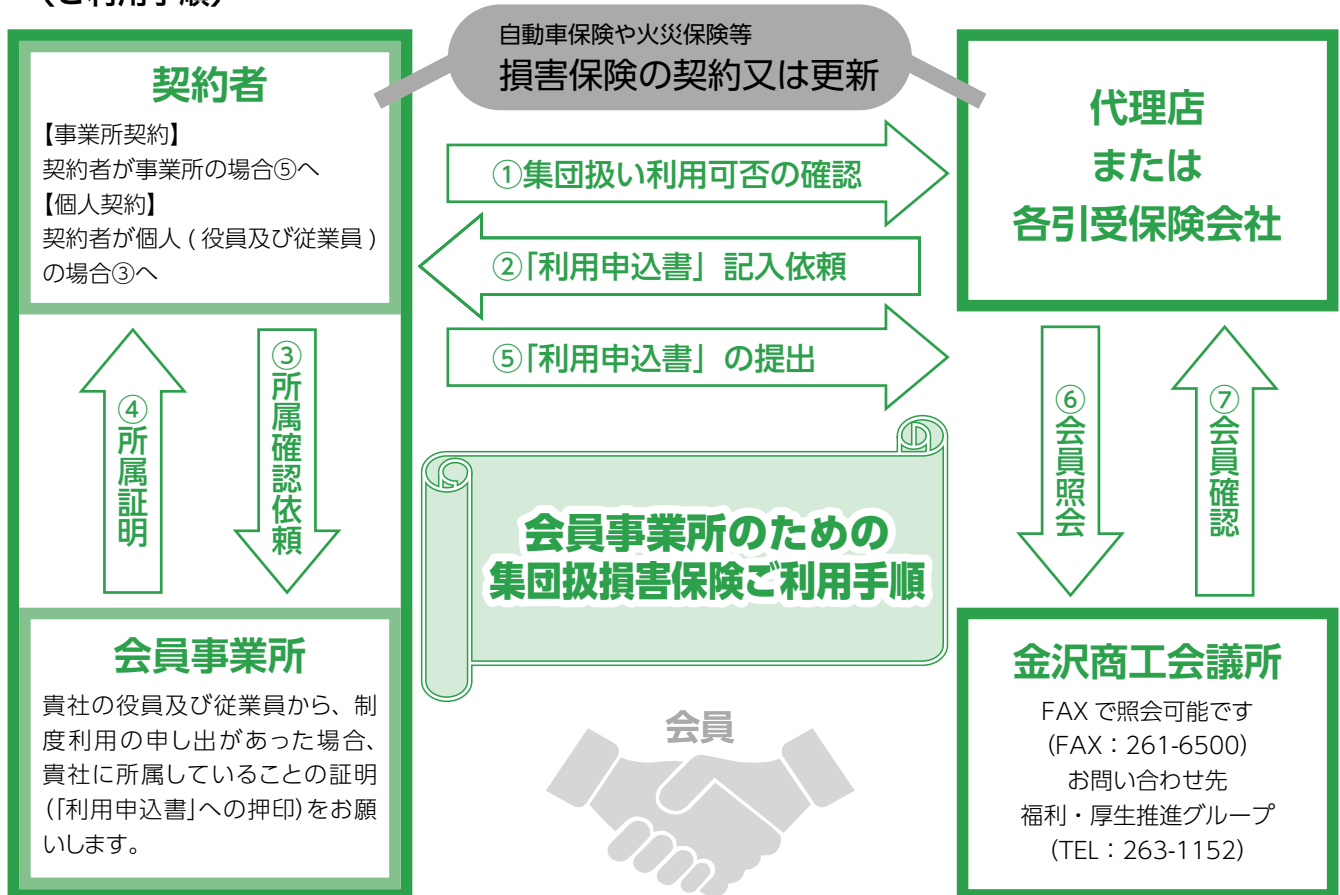 (ご利用手順)
自動車保険や火災保険等
損害保険の契約又は更新
契約者
【事業所契約】
契約者が事業所の場合⑤へ
【個人契約】
契約者が個人 ( 役員及び従業員 )
の場合③へ
代理店
または
各引受保険会社
①集団扱い利用可否の確認
②「利用申込書」記入依頼
⑤「利用申込書」の提出
④所属証明
③所属確認依頼
⑥会員照会
⑦会員確認
会員事業所のための
集団扱損害保険ご利用手順
会員事業所
貴社の役員及び従業員から、制
度利用の申し出があった場合、
貴社に所属していることの証明
(「利用申込書」への押印)をお願
いします。
会員
金沢商工会議所
FAX で照会可能です
(FAX：261-6500)
お問い合わせ先
福利・厚生推進グループ
(TEL：263-1152)